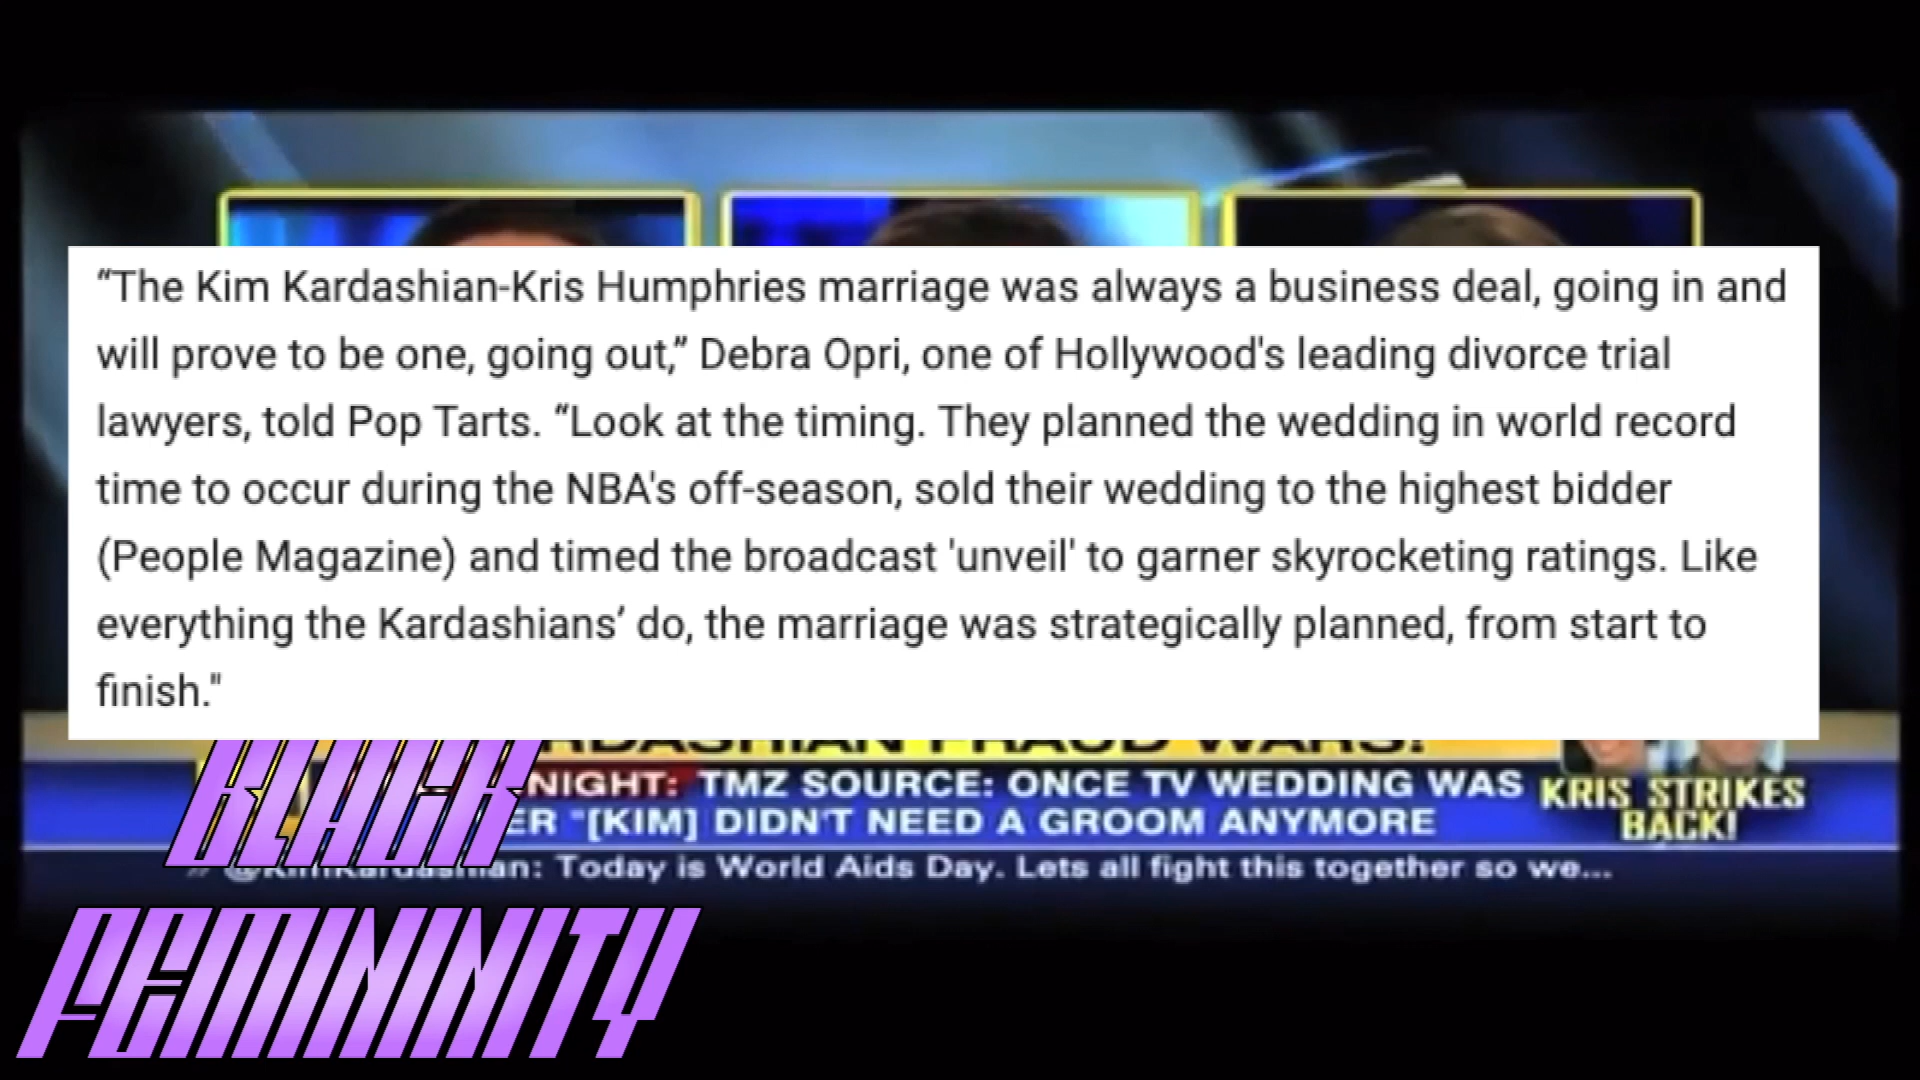 “The Kim Kardashian-Kris Humphries marriage was always a business deal, going in and
will prove to be one, going out,” Debra Opri, one of Hollywood's leading divorce trial
lawyers, told Pop Tarts. “Look at the timing. They planned the wedding in world record
time to occur during the NBA's off-season, sold their wedding to the highest bidder
(People Magazine) and timed the broadcast 'unveil' to garner skyrocketing ratings. Like
everything the Kardashians’ do, the marriage was strategically planned, from start to
finish."
FRAUD WARS!
NIGHT: TMZ SOURCE: ONCE TV WEDDING WAS
ER "[KIM] DIDN'T NEED A GROOM ANYMORE
KRIS STRIKES
BACK!
@KimKardashian: Today is World Aids Day. Lets all fight this together so we...
BLACK
FEMININITY